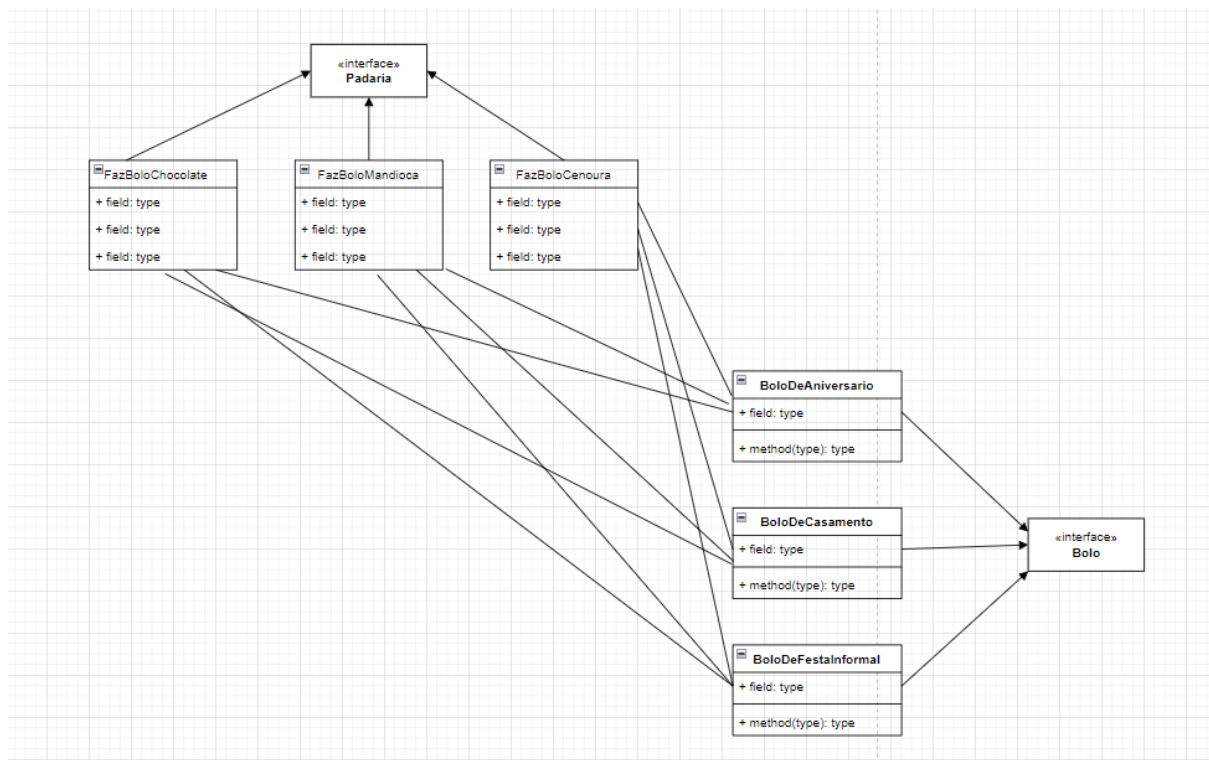 «interface»
Padaria
FazBoloChocolate
+ field: type
+ field: type
+ field: type
FazBoloMandioca
+ field: type
+ field: type
+ field: type
FazBoloCenoura
+ field: type
+ field: type
+ field: type
BoloDeAniversario
+ field: type
+ method(type): type
BoloDeCasamento
+ field: type
+ method(type): type
«interface»
Bolo
BoloDeFestaInformal
+ field: type
+ method(type): type